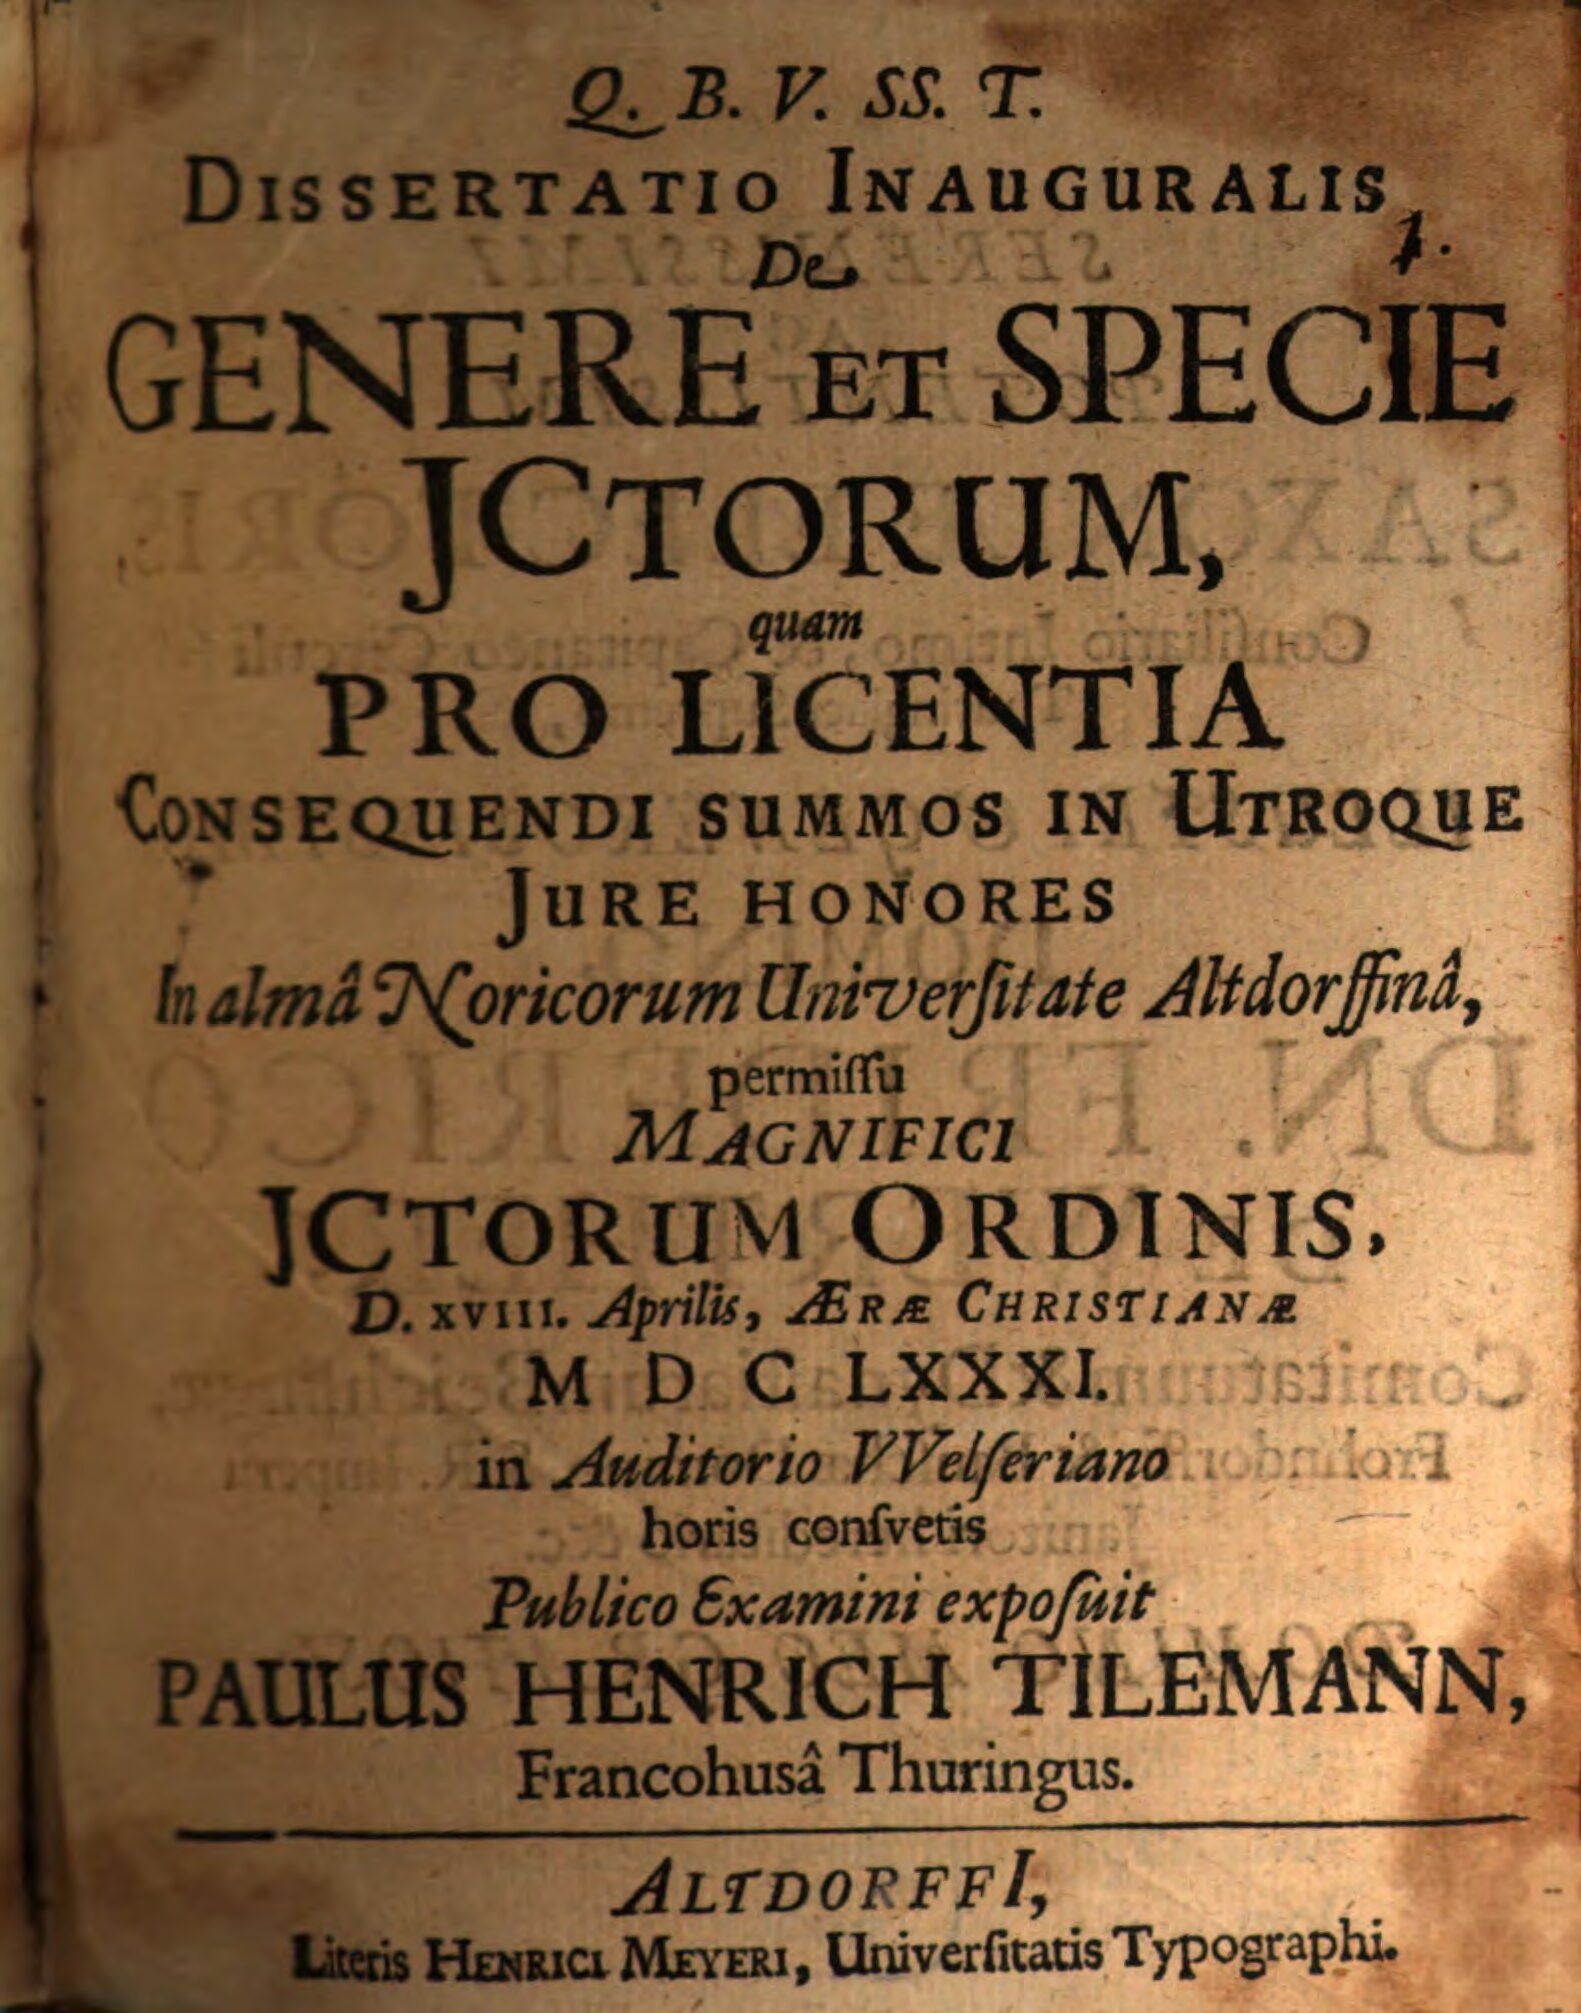 Q. B. V. SS. T.
DISSERTATIO INAUGURALIS
De
1.
GENERE ET SPECIE
JCTORUM,
quam
PRO LICENTIA
CONSEQUENDI SUMMOS IN UTROQUE
JURE HONORES
In almâ Noricorum Univerſitate Altdorffinâ,
permiſſu
MAGNIFICI
JCTORUM ORDINIS,
D. XVIII. Aprilis, ÆRÆ CHRISTIANÆ
M D C LXXXI.
in Auditorio VVelſeriano
horis conſvetis
Publico Examini expoſuit
PAULUS HENRICH TILEMANN,
Francohusâ Thuringus.
ALTDORFFI,
Literis HENRICI MEYERI, Univerſitatis Typographi.